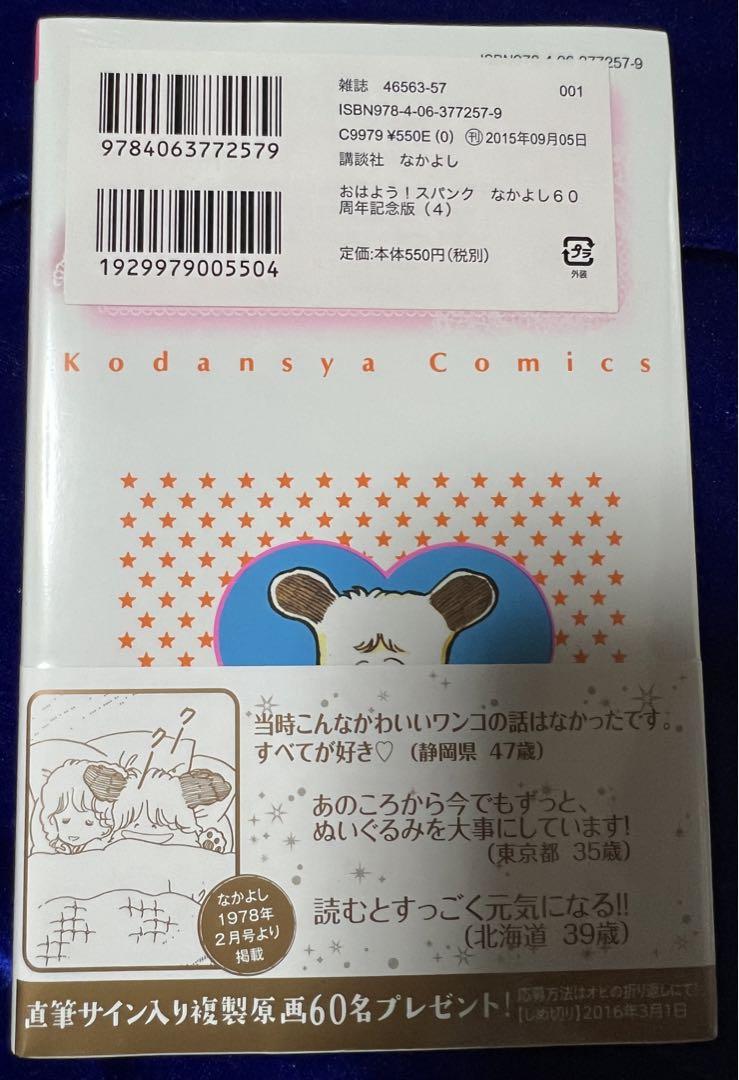 ISBN978-4-06-377257-9
雑誌 46563-57
001
ISBN978-4-06-377257-9
C9979 ¥550E (0) ㊞2015年09月05日
講談社 なかよし
おはよう！スパンク なかよし６０
周年記念版（４）
定価:本体550円(税別)
プラ
外装
9784063772579
1929979005504
Kodansya Comics
クークー
当時こんなかわいいワンコの話はなかったです。
すべてが好き♡ (静岡県 47歳)
あのころから今でもずっと、
ぬいぐるみを大事にしています!
(東京都 35歳)
読むとすっごく元気になる!!
(北海道 39歳)
なかよし
1978年
2月号より
掲載
直筆サイン入り複製原画60名プレゼント!
応募方法はオビの折り返しにて!
【しめ切り】2016年3月1日